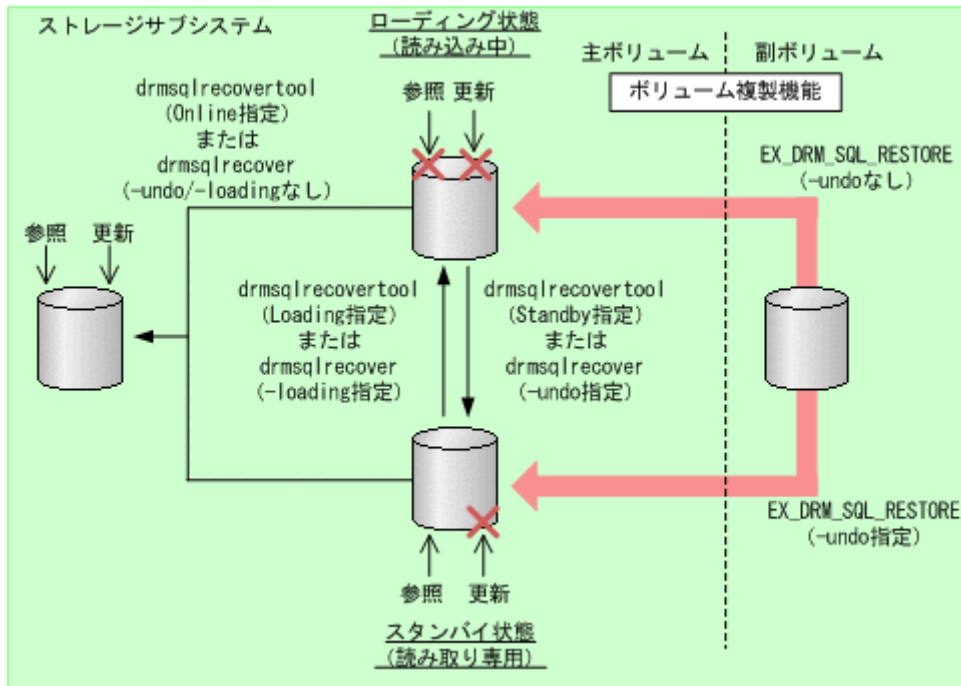 ストレージサブシステム
ローディング状態
(読み込み中)
主ボリューム
副ボリューム
ボリューム複製機能
drmsqlrecovertool
(Online指定)
または
drmsqlrecover
(-undo/-loadingなし)
参照 更新
EX_DRM_SQL_RESTORE
(-undoなし)
参照 更新
drmsqlrecovertool
(Loading指定)
または
drmsqlrecover
(-loading指定)
drmsqlrecovertool
(Standby指定)
または
drmsqlrecover
(-undo指定)
EX_DRM_SQL_RESTORE
(-undo指定)
参照 更新
スタンバイ状態
(読み取り専用)